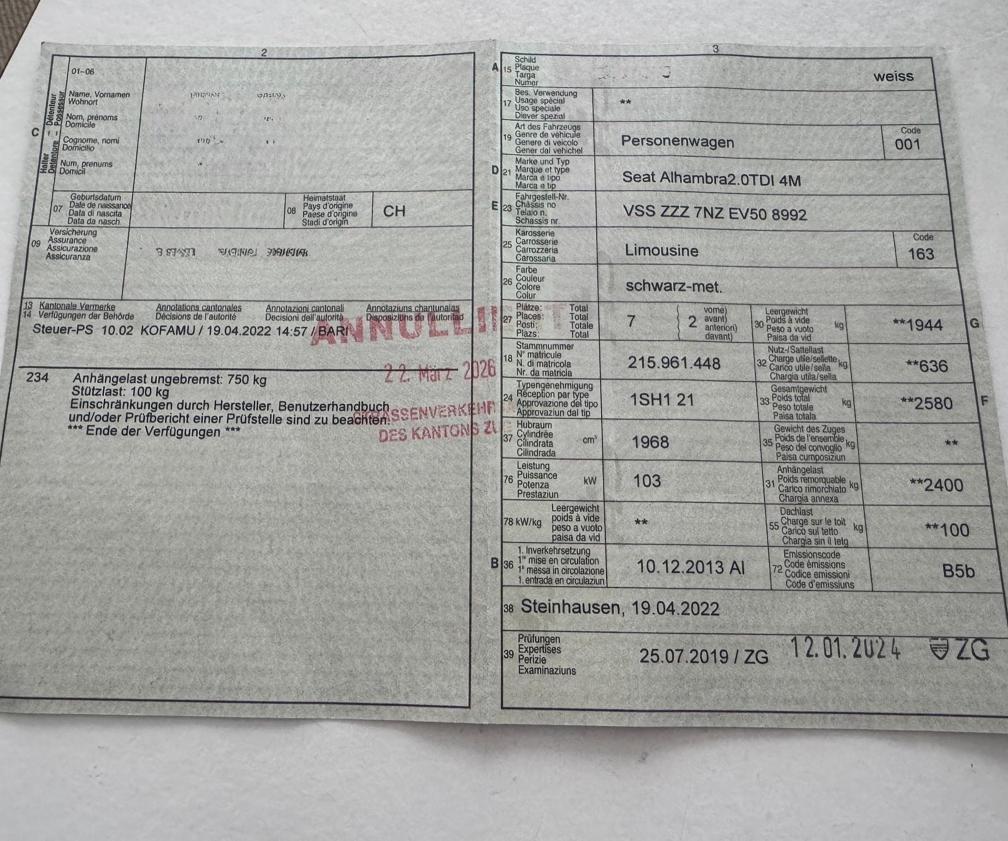 2
01–06
Name, Vornamen
Wohnort
Nom, prénoms
Domicile
Cognome, nomi
Domicilio
Num, prenums
Domicil
C
Halter Détenteur
Detentore Possessur
07
Geburtsdatum
Date de naissance
Data di nascita
Data da nasch.
08
Heimatstaat
Pays d'origine
Paese d'origine
Stadi d'origin
CH
09
Versicherung
Assurance
Assicurazione
Assicuranza
13 Kantonale Vermerke Annotations cantonales Annotazioni cantonali Annotaziuns chantunalas
14 Verfügungen der Behörde Décisions de l'autorité Decisioni dell'autorità Disposiziuns da l'autoritad
Steuer-PS 10.02 KOFAMU / 19.04.2022 14:57 / BARI
22. März 2026
234 Anhängelast ungebremst: 750 kg
Stützlast: 100 kg
Einschränkungen durch Hersteller, Benutzerhandbuch
und/oder Prüfbericht einer Prüfstelle sind zu beachten.
*** Ende der Verfügungen ***
DES KANTONS
3
A 15
Schild
Plaque
Targa
Numer
weiss
17
Bes. Verwendung
Usage spécial
Uso speciale
Diever spezial
**
19
Art des Fahrzeugs
Genre de véhicule
Genere di veicolo
Gener dal vehichel
Personenwagen
Code
001
D 21
Marke und Typ
Marque et type
Marca e tipo
Marca e tip
Seat Alhambra2.0TDI 4M
E 23
Fahrgestell-Nr.
Châssis no
Telaio n.
Schassis nr.
VSS ZZZ 7NZ EV50 8992
25
Karosserie
Carrosserie
Carrozzeria
Carossaria
Limousine
Code
163
26
Farbe
Couleur
Colore
Colur
schwarz-met.
27
Plätze: Total
Places: Total
Posti: Totale
Plazs: Total
7
2
vorne)
avant)
anteriori)
davant)
30
Leergewicht
Poids à vide
Peso a vuoto
Paisa da vid
kg
**1944
G
18
Stammnummer
N° matricule
N. di matricola
Nr. da matricla
215.961.448
32
Nutz-/Sattellast
Charge utile/sellette
Carico utile/sella
Chargia utila/sella
kg
**636
24
Typengenehmigung
Réception par type
Approvazione del tipo
Approvaziun dal tip
1SH1 21
33
Gesamtgewicht
Poids total
Peso totale
Paisa totala
kg
**2580
F
37
Hubraum
Cylindrée
Cilindrata
Cilindrada
cm³
1968
35
Gewicht des Zuges
Poids de l'ensemble
Peso del convoglio
Paisa cumposiziun
kg
**
76
Leistung
Puissance
Potenza
Prestaziun
kW
103
31
Anhängelast
Poids remorquable
Carico rimorchiato
Chargia annexa
kg
**2400
78 kW/kg
Leergewicht
poids à vide
peso a vuoto
paisa da vid
**
55
Dachlast
Charge sur le toit
Carico sul tetto
Chargia sin il tetg
kg
**100
B 36
1. Inverkehrsetzung
1re mise en circulation
1a messa in circolazione
1. entrada en circulaziun
10.12.2013 AI
72
Emissionscode
Code émissions
Codice emissioni
Code d'emissiuns
B5b
38 Steinhausen, 19.04.2022
39
Prüfungen
Expertises
Perizie
Examinaziuns
25.07.2019 / ZG
12.01.2024 ZG